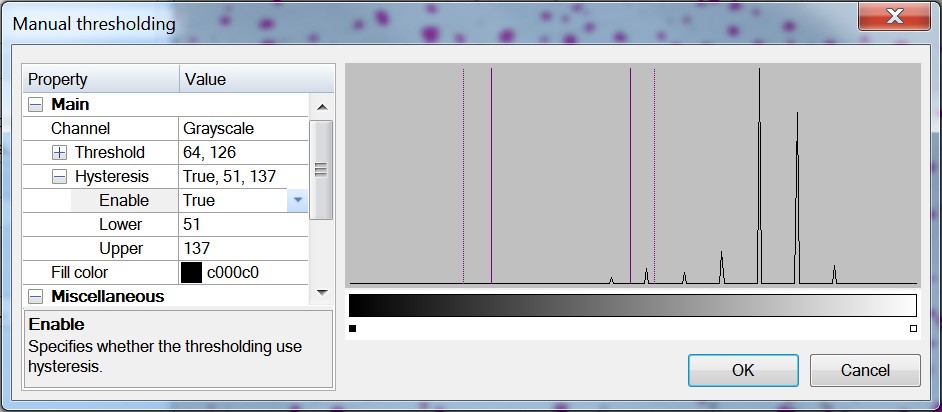 Manual thresholding
Property Value
Main
Channel Grayscale
Threshold 64, 126
Hysteresis True, 51, 137
Enable True
Lower 51
Upper 137
Fill color c000c0
Miscellaneous
Enable
Specifies whether the thresholding use
hysteresis.
OK Cancel